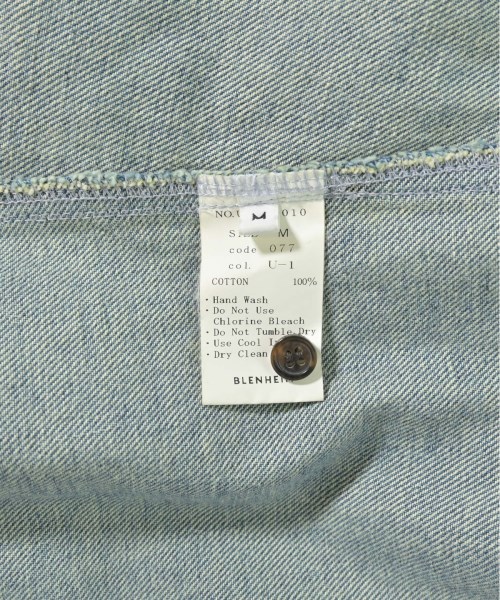 M
NO.U 010
SIZE M
code 077
col. U-1
COTTON 100%
・Hand Wash
・Do Not Use
Chlorine Bleach
・Do Not Tumble Dry
・Use Cool
・Dry Clean
BLENHEIM